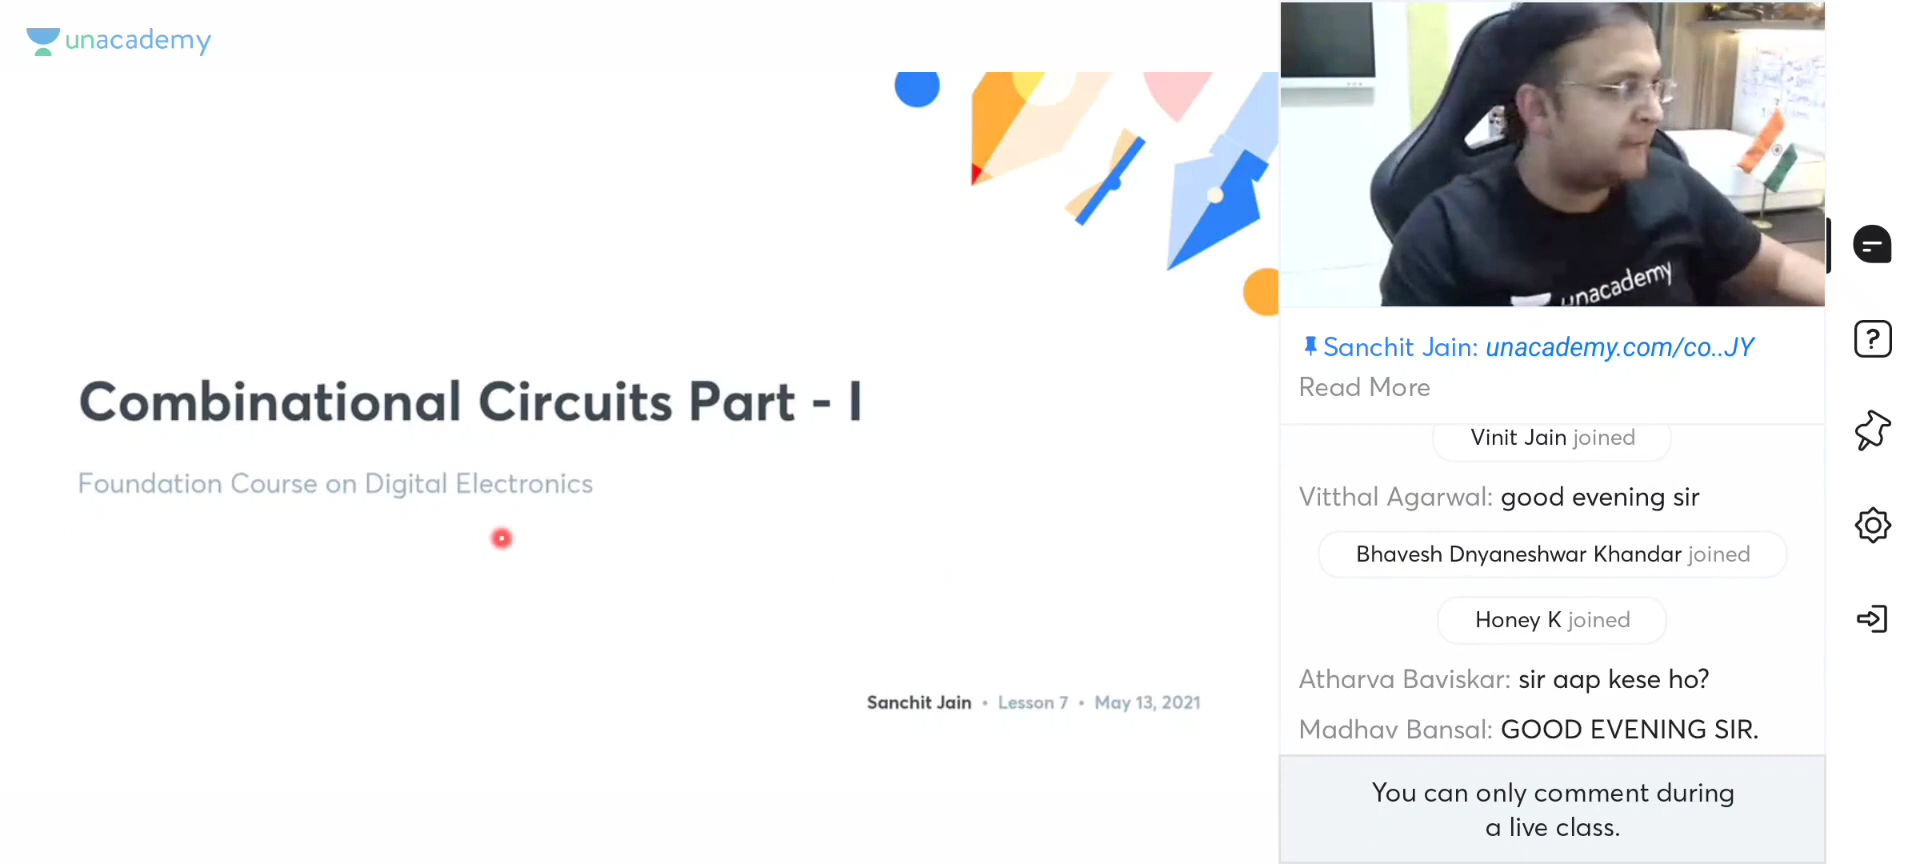 unacademy
Combinational Circuits Part - I
Foundation Course on Digital Electronics
Sanchit Jain • Lesson 7 • May 13, 2021
unacademy
Sanchit Jain: unacademy.com/co..JY
Read More
Vinit Jain joined
Vitthal Agarwal: good evening sir
Bhavesh Dnyaneshwar Khandar joined
Honey K joined
Atharva Baviskar: sir aap kese ho?
Madhav Bansal: GOOD EVENING SIR.
You can only comment during
a live class.
?